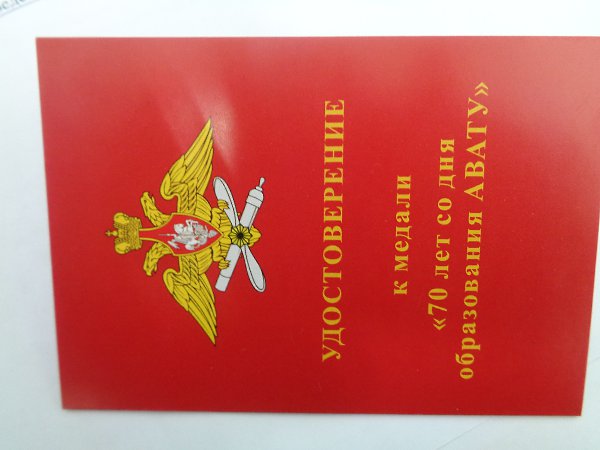 УДОСТОВЕРЕНИЕ
к медали
«70 лет со дня
образования АВАТУ»